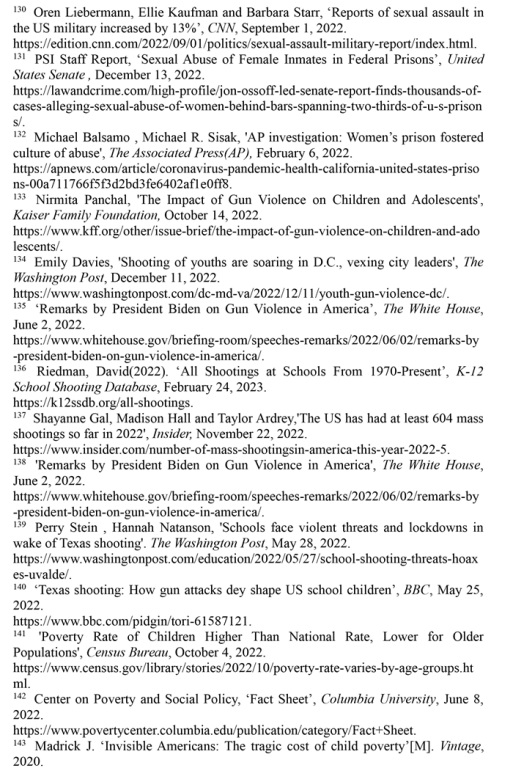 130 Oren Liebermann, Ellie Kaufman and Barbara Starr, ‘Reports of sexual assault in
the US military increased by 13%’, CNN, September 1, 2022.
https://edition.cnn.com/2022/09/01/politics/sexual-assault-military-report/index.html.
131 PSI Staff Report, ‘Sexual Abuse of Female Inmates in Federal Prisons’, United
States Senate , December 13, 2022.
https://lawandcrime.com/high-profile/jon-ossoff-led-senate-report-finds-thousands-of-
cases-alleging-sexual-abuse-of-women-behind-bars-spanning-two-thirds-of-u-s-prison
s/.
132 Michael Balsamo , Michael R. Sisak, 'AP investigation: Women’s prison fostered
culture of abuse', The Associated Press(AP), February 6, 2022.
https://apnews.com/article/coronavirus-pandemic-health-california-united-states-priso
ns-00a711766f5f3d2bd3fe6402af1e0ff8.
133 Nirmita Panchal, 'The Impact of Gun Violence on Children and Adolescents',
Kaiser Family Foundation, October 14, 2022.
https://www.kff.org/other/issue-brief/the-impact-of-gun-violence-on-children-and-ado
lescents/.
134 Emily Davies, 'Shooting of youths are soaring in D.C., vexing city leaders', The
Washington Post, December 11, 2022.
https://www.washingtonpost.com/dc-md-va/2022/12/11/youth-gun-violence-dc/.
135 ‘Remarks by President Biden on Gun Violence in America’, The White House,
June 2, 2022.
https://www.whitehouse.gov/briefing-room/speeches-remarks/2022/06/02/remarks-by
-president-biden-on-gun-violence-in-america/.
136 Riedman, David(2022). ‘All Shootings at Schools From 1970-Present’, K-12
School Shooting Database, February 24, 2023.
https://k12ssdb.org/all-shootings.
137 Shayanne Gal, Madison Hall and Taylor Ardrey,'The US has had at least 604 mass
shootings so far in 2022', Insider, November 22, 2022.
https://www.insider.com/number-of-mass-shootingsin-america-this-year-2022-5.
138 'Remarks by President Biden on Gun Violence in America', The White House,
June 2, 2022.
https://www.whitehouse.gov/briefing-room/speeches-remarks/2022/06/02/remarks-by
-president-biden-on-gun-violence-in-america/.
139 Perry Stein , Hannah Natanson, 'Schools face violent threats and lockdowns in
wake of Texas shooting'. The Washington Post, May 28, 2022.
https://www.washingtonpost.com/education/2022/05/27/school-shooting-threats-hoax
es-uvalde/.
140 ‘Texas shooting: How gun attacks dey shape US school children’, BBC, May 25,
2022.
https://www.bbc.com/pidgin/tori-61587121.
141 'Poverty Rate of Children Higher Than National Rate, Lower for Older
Populations', Census Bureau, October 4, 2022.
https://www.census.gov/library/stories/2022/10/poverty-rate-varies-by-age-groups.ht
ml.
142 Center on Poverty and Social Policy, ‘Fact Sheet’, Columbia University, June 8,
2022.
https://www.povertycenter.columbia.edu/publication/category/Fact+Sheet.
143 Madrick J. ‘Invisible Americans: The tragic cost of child poverty’[M]. Vintage,
2020.